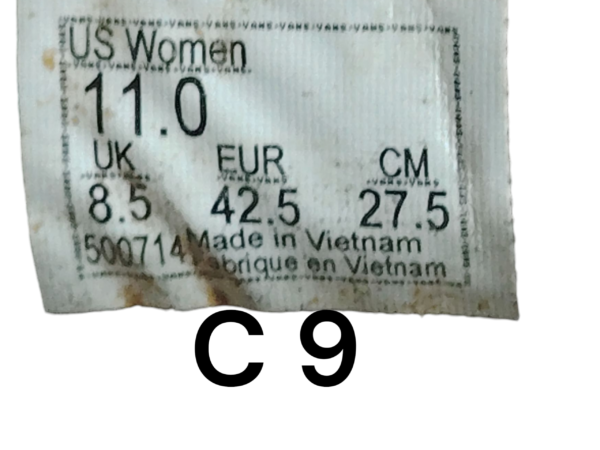 US Women
11.0
UK EUR CM
8.5 42.5 27.5
500714 Made in Vietnam
Fabrique en Vietnam
C 9